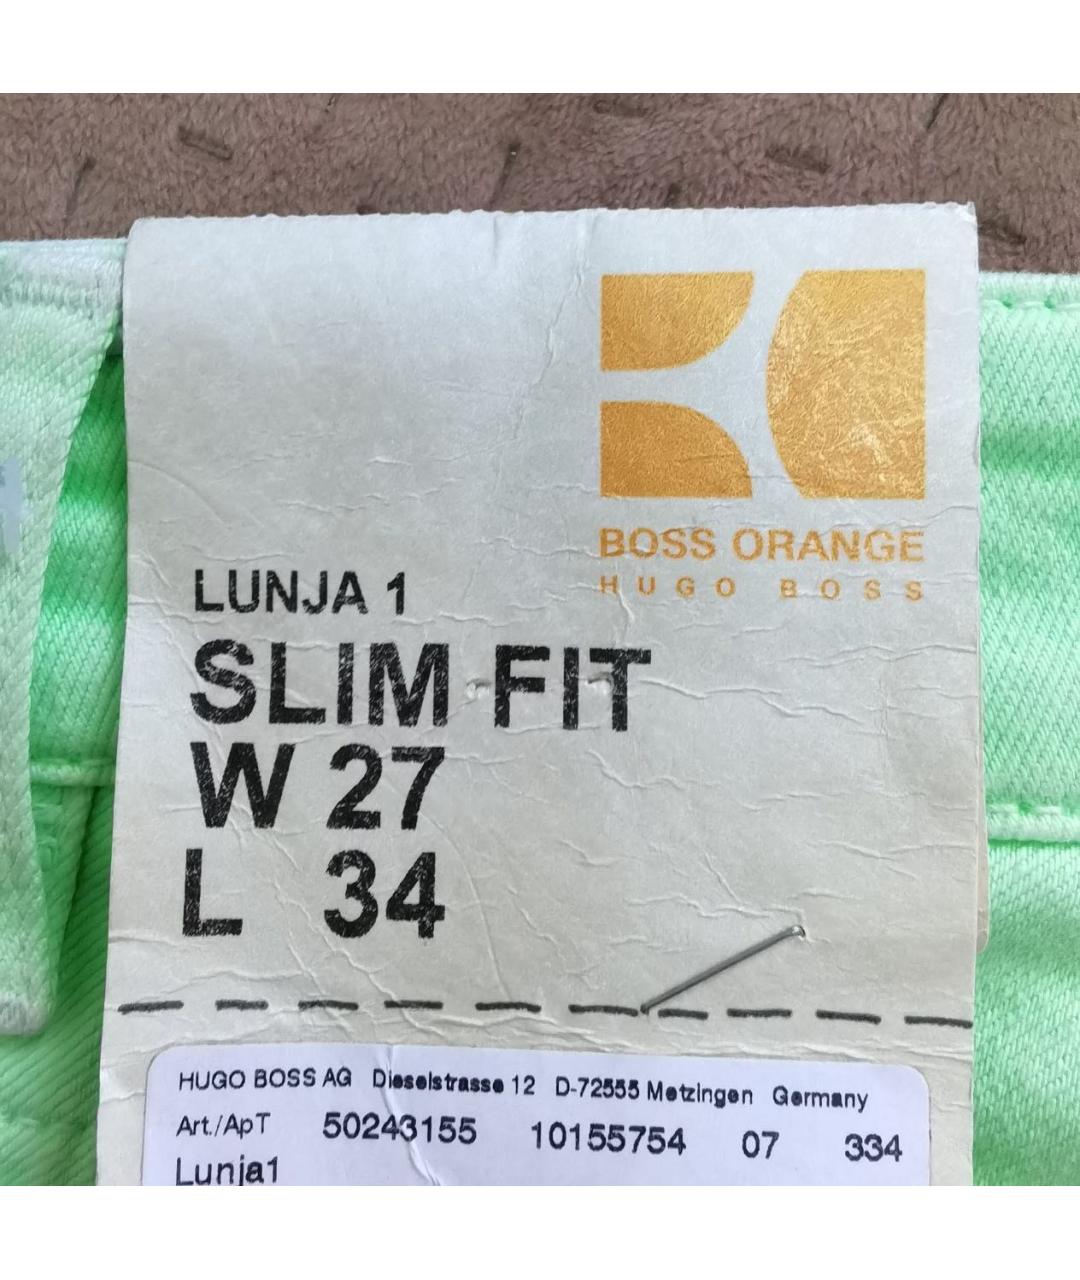 BOSS ORANGE
HUGO BOSS
LUNJA 1
SLIM FIT
W 27
L 34
HUGO BOSS AG Dieselstrasse 12 D-72555 Metzingen Germany
Art./ApT 50243155 10155754 07 334
Lunja1